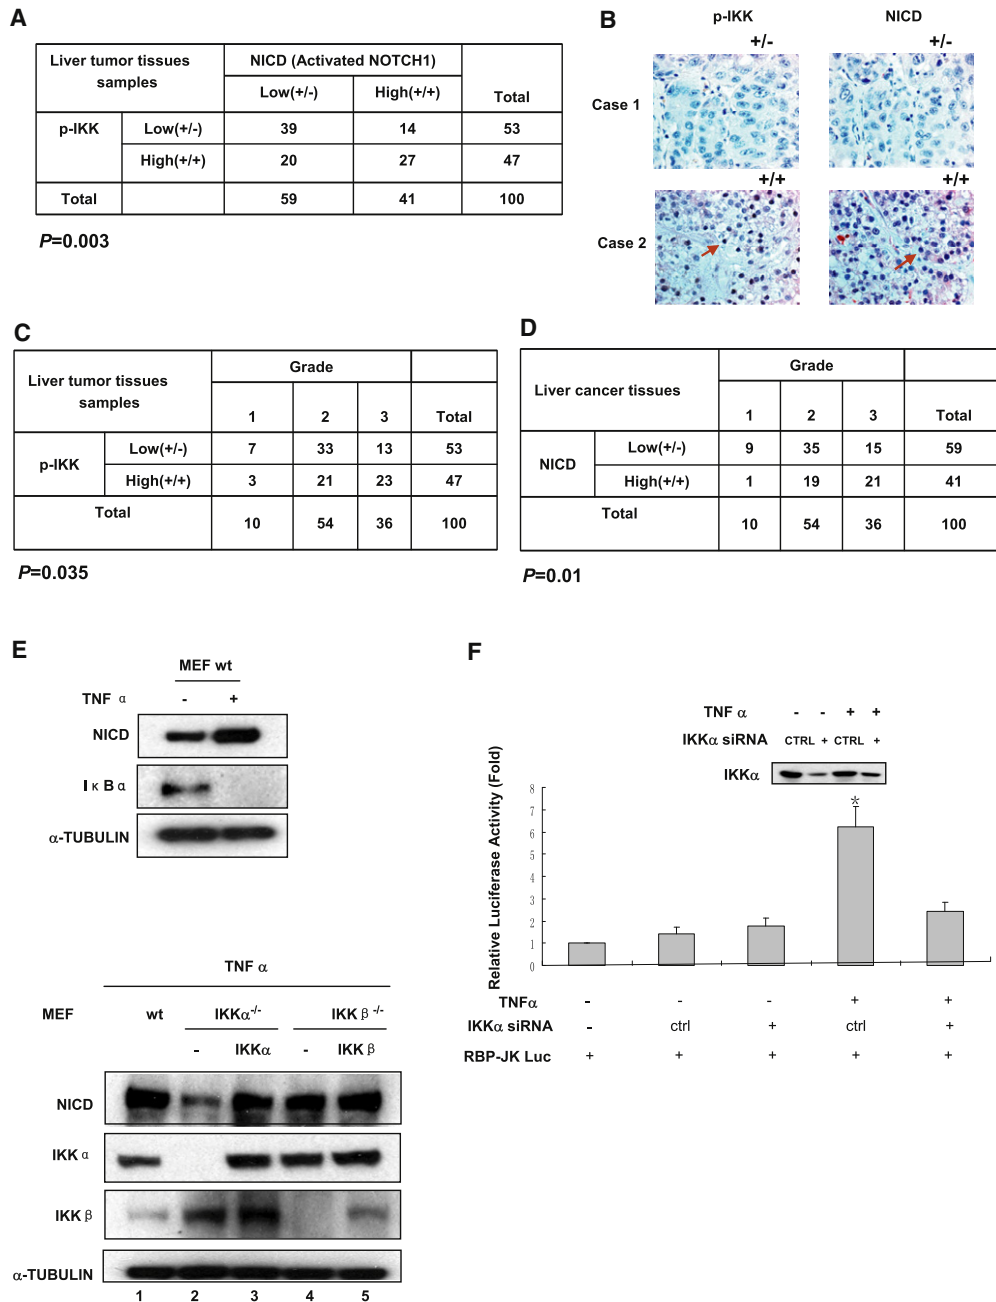 A
Liver tumor tissues samples
NICD (Activated NOTCH1)
Low(+/-) High(+/+) Total
p-IKK Low(+/-) 39 14 53
High(+/+) 20 27 47
Total 59 41 100
P=0.003
B
p-IKK NICD
+/- +/-
Case 1
+/+ +/+
Case 2
C
Liver tumor tissues samples
Grade
1 2 3 Total
p-IKK Low(+/-) 7 33 13 53
High(+/+) 3 21 23 47
Total 10 54 36 100
P=0.035
D
Liver cancer tissues
Grade
1 2 3 Total
NICD Low(+/-) 9 35 15 59
High(+/+) 1 19 21 41
Total 10 54 36 100
P=0.01
E
MEF wt
TNF α - +
NICD
IκBα
α-TUBULIN
TNF α
MEF wt IKKα-/- IKKβ-/-
- IKKα - IKKβ
NICD
IKKα
IKKβ
α-TUBULIN
1 2 3 4 5
F
TNF α - - + +
IKKα siRNA CTRL + CTRL +
IKKα
Relative Luciferase Activity (Fold)
8
7
6
5
4
3
2
1
0
*
TNFα - - - + +
IKKα siRNA - ctrl + ctrl +
RBP-JK Luc + + + + +